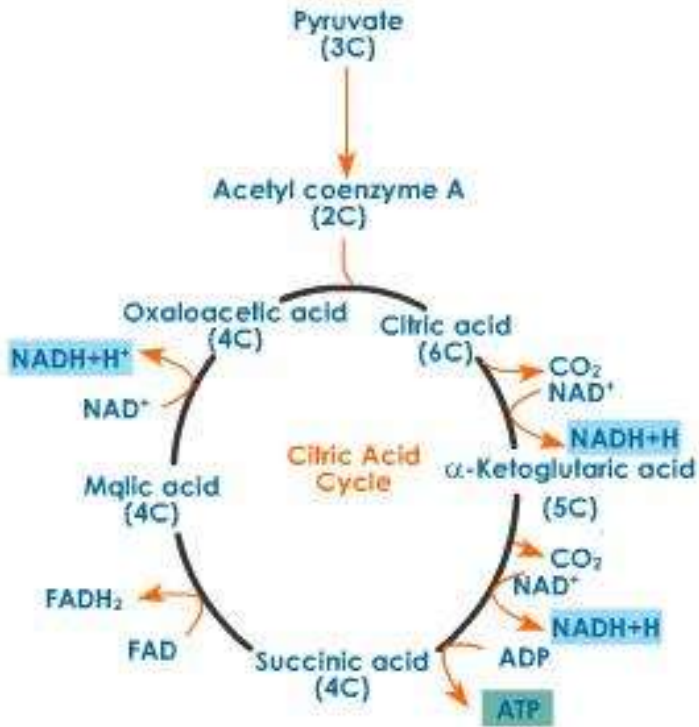 Pyruvate
(3C)
Acetyl coenzyme A
(2C)
Oxaloacetic acid
(4C)
Citric acid
(6C)
NADH+H⁺
NAD⁺
CO₂
NAD⁺
NADH+H
Citric Acid
Cycle
α-Ketoglutaric acid
(5C)
Malic acid
(4C)
CO₂
NAD⁺
NADH+H
FADH₂
FAD
Succinic acid
(4C)
ADP
ATP